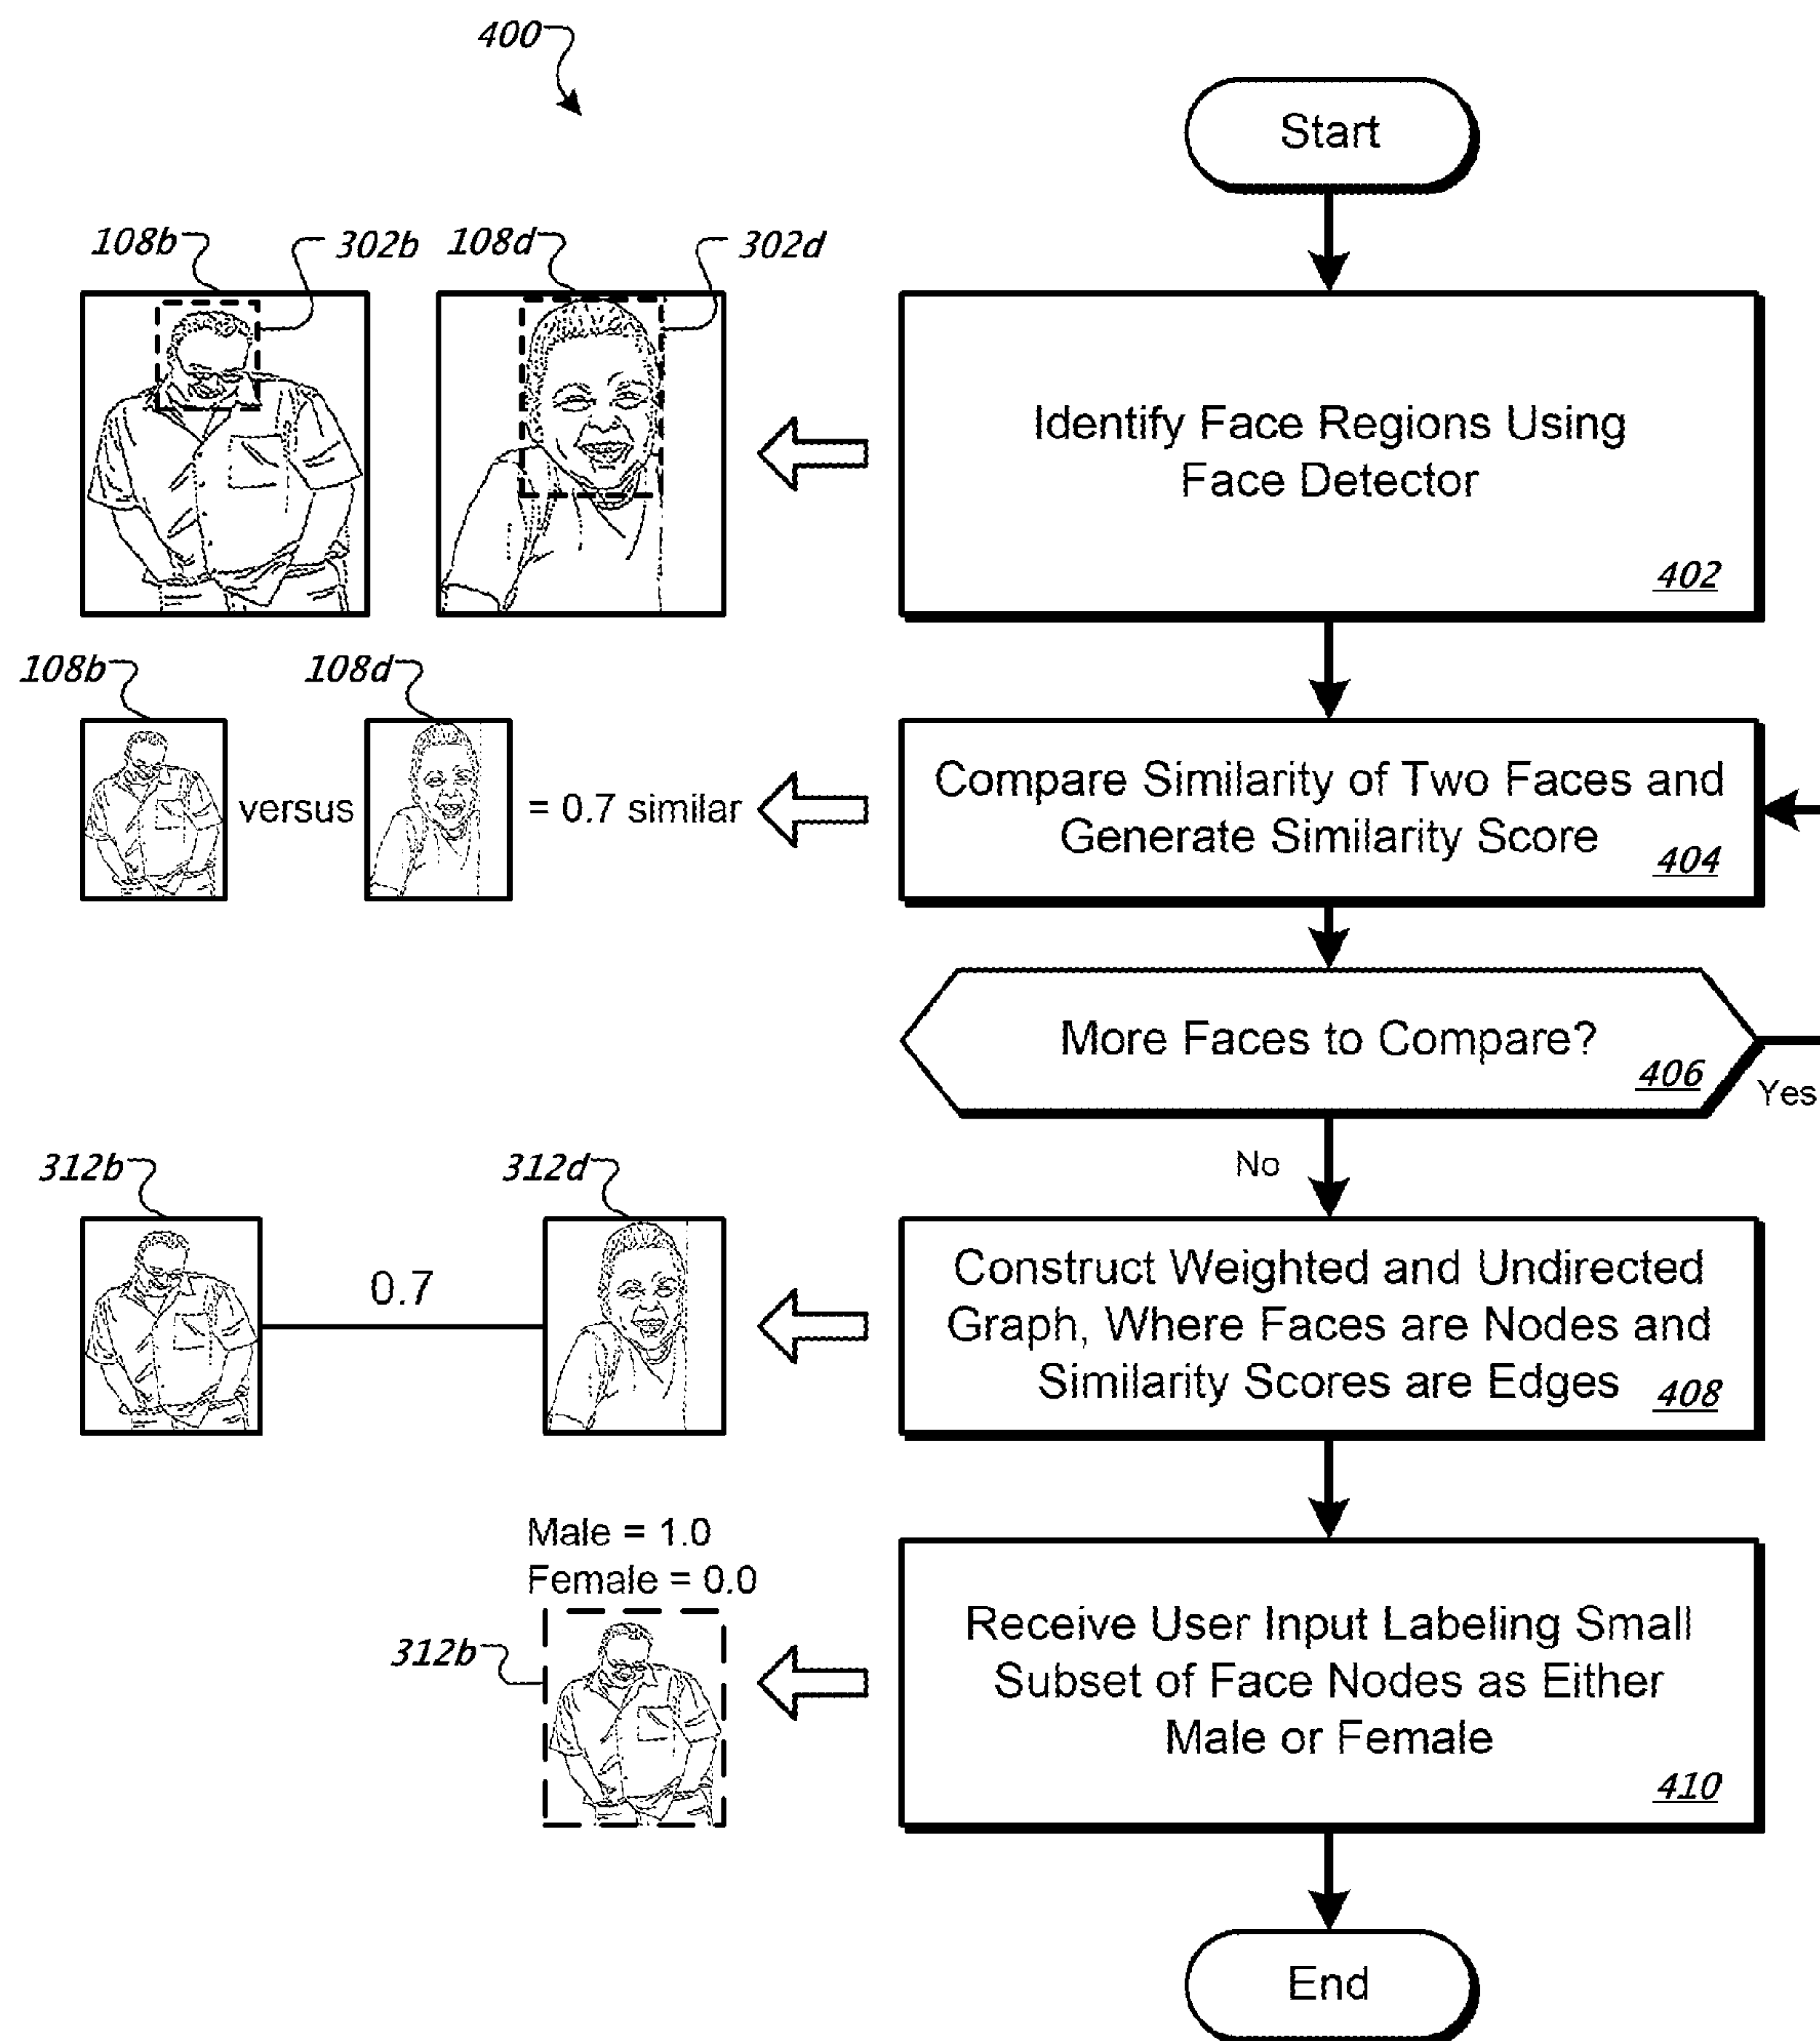 400
Start
108b
302b
108d
302d
Identify Face Regions Using
Face Detector
402
108b
108d
versus
= 0.7 similar
Compare Similarity of Two Faces and
Generate Similarity Score
404
More Faces to Compare?
406
Yes
No
312b
312d
0.7
Construct Weighted and Undirected
Graph, Where Faces are Nodes and
Similarity Scores are Edges
408
Male = 1.0
Female = 0.0
312b
Receive User Input Labeling Small
Subset of Face Nodes as Either
Male or Female
410
End